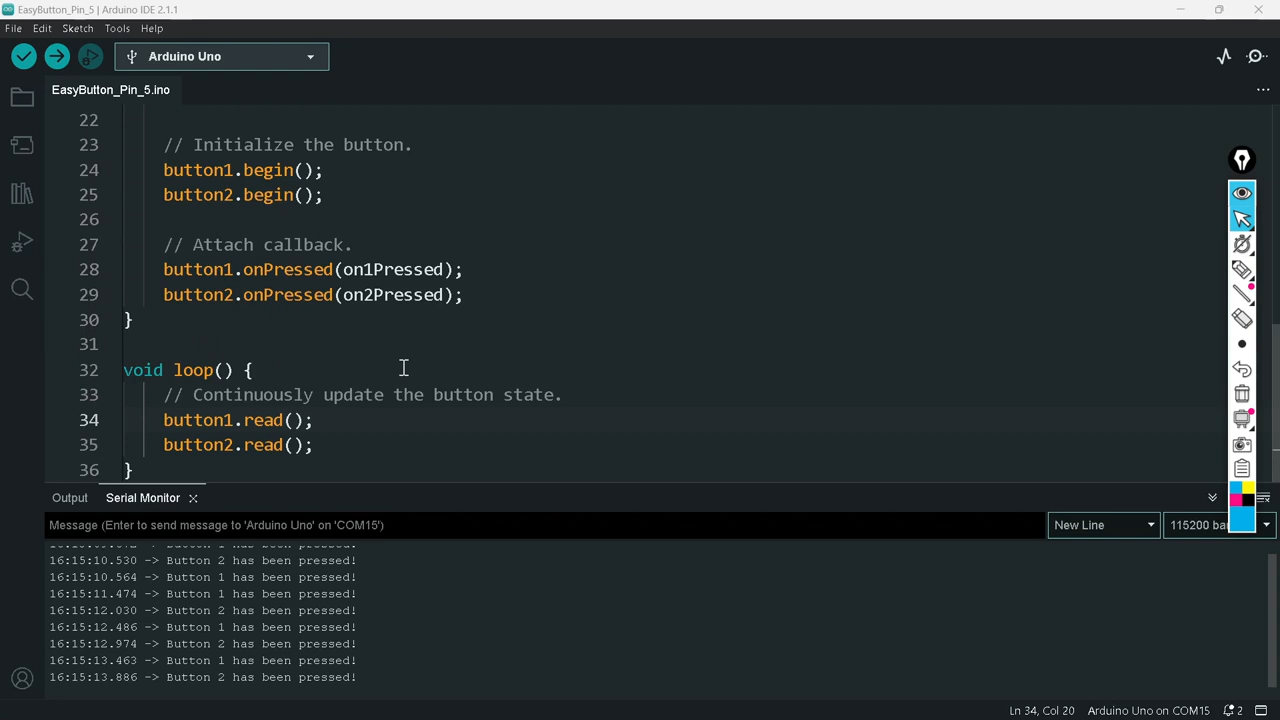 EasyButton_Pin_5 | Arduino IDE 2.1.1
File Edit Sketch Tools Help
Arduino Uno
EasyButton_Pin_5.ino
22
23 // Initialize the button.
24 button1.begin();
25 button2.begin();
26
27 // Attach callback.
28 button1.onPressed(on1Pressed);
29 button2.onPressed(on2Pressed);
30 }
31
32 void loop() {
33 // Continuously update the button state.
34 button1.read();
35 button2.read();
36 }
Output Serial Monitor
Message (Enter to send message to 'Arduino Uno' on 'COM15') New Line 115200
Button 1 has been pressed!
16:15:10.530 -> Button 2 has been pressed!
16:15:10.564 -> Button 1 has been pressed!
16:15:11.474 -> Button 1 has been pressed!
16:15:12.030 -> Button 2 has been pressed!
16:15:12.486 -> Button 1 has been pressed!
16:15:12.974 -> Button 2 has been pressed!
16:15:13.463 -> Button 1 has been pressed!
16:15:13.886 -> Button 2 has been pressed!
Ln 34, Col 20 Arduino Uno on COM15 2